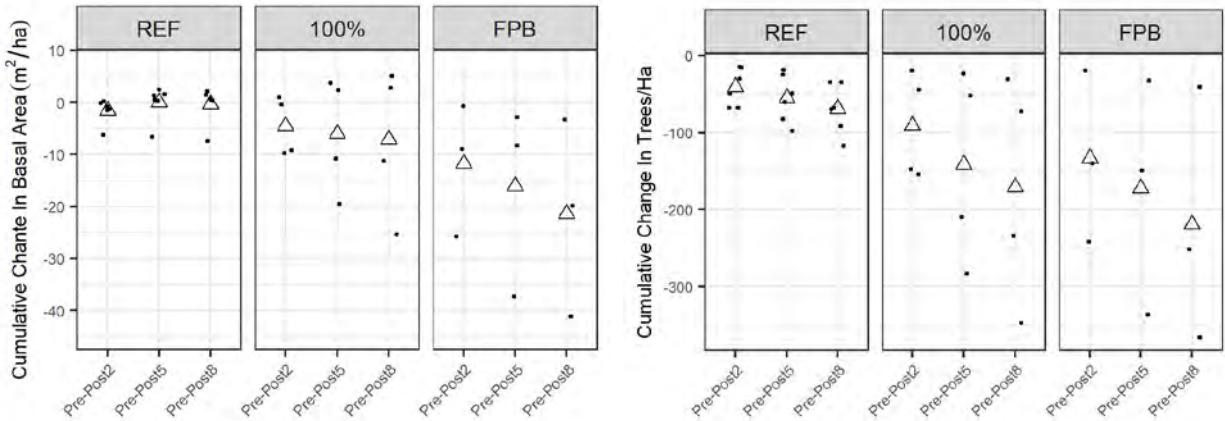 Cumulative Chante In Basal Area (m²/ha)
REF 100% FPB
10
0
-10
-20
-30
-40
Pre-Post2 Pre-Post5 Pre-Post8 Pre-Post2 Pre-Post5 Pre-Post8 Pre-Post2 Pre-Post5 Pre-Post8
Cumulative Change In Trees/Ha
REF 100% FPB
0
-100
-200
-300
Pre-Post2 Pre-Post5 Pre-Post8 Pre-Post2 Pre-Post5 Pre-Post8 Pre-Post2 Pre-Post5 Pre-Post8